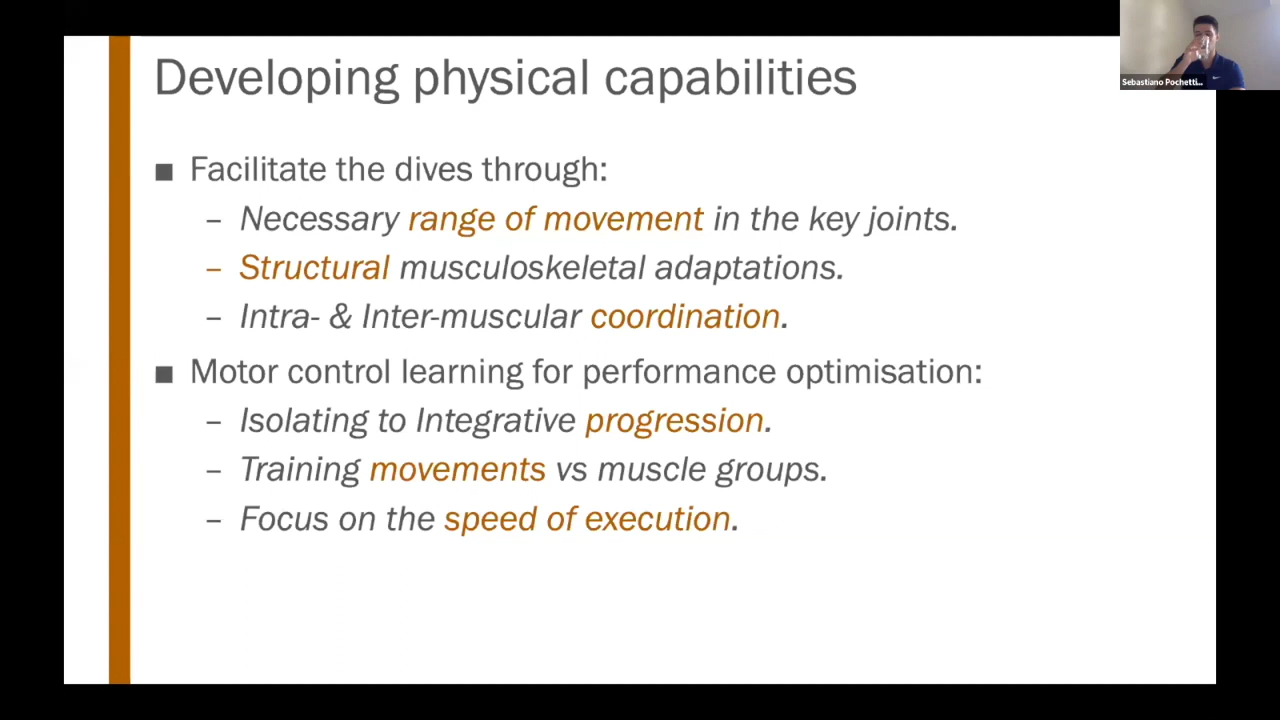 Developing physical capabilities
Sebastiano Pochetti...
■ Facilitate the dives through:
– Necessary range of movement in the key joints.
– Structural musculoskeletal adaptations.
– Intra- & Inter-muscular coordination.
■ Motor control learning for performance optimisation:
– Isolating to Integrative progression.
– Training movements vs muscle groups.
– Focus on the speed of execution.